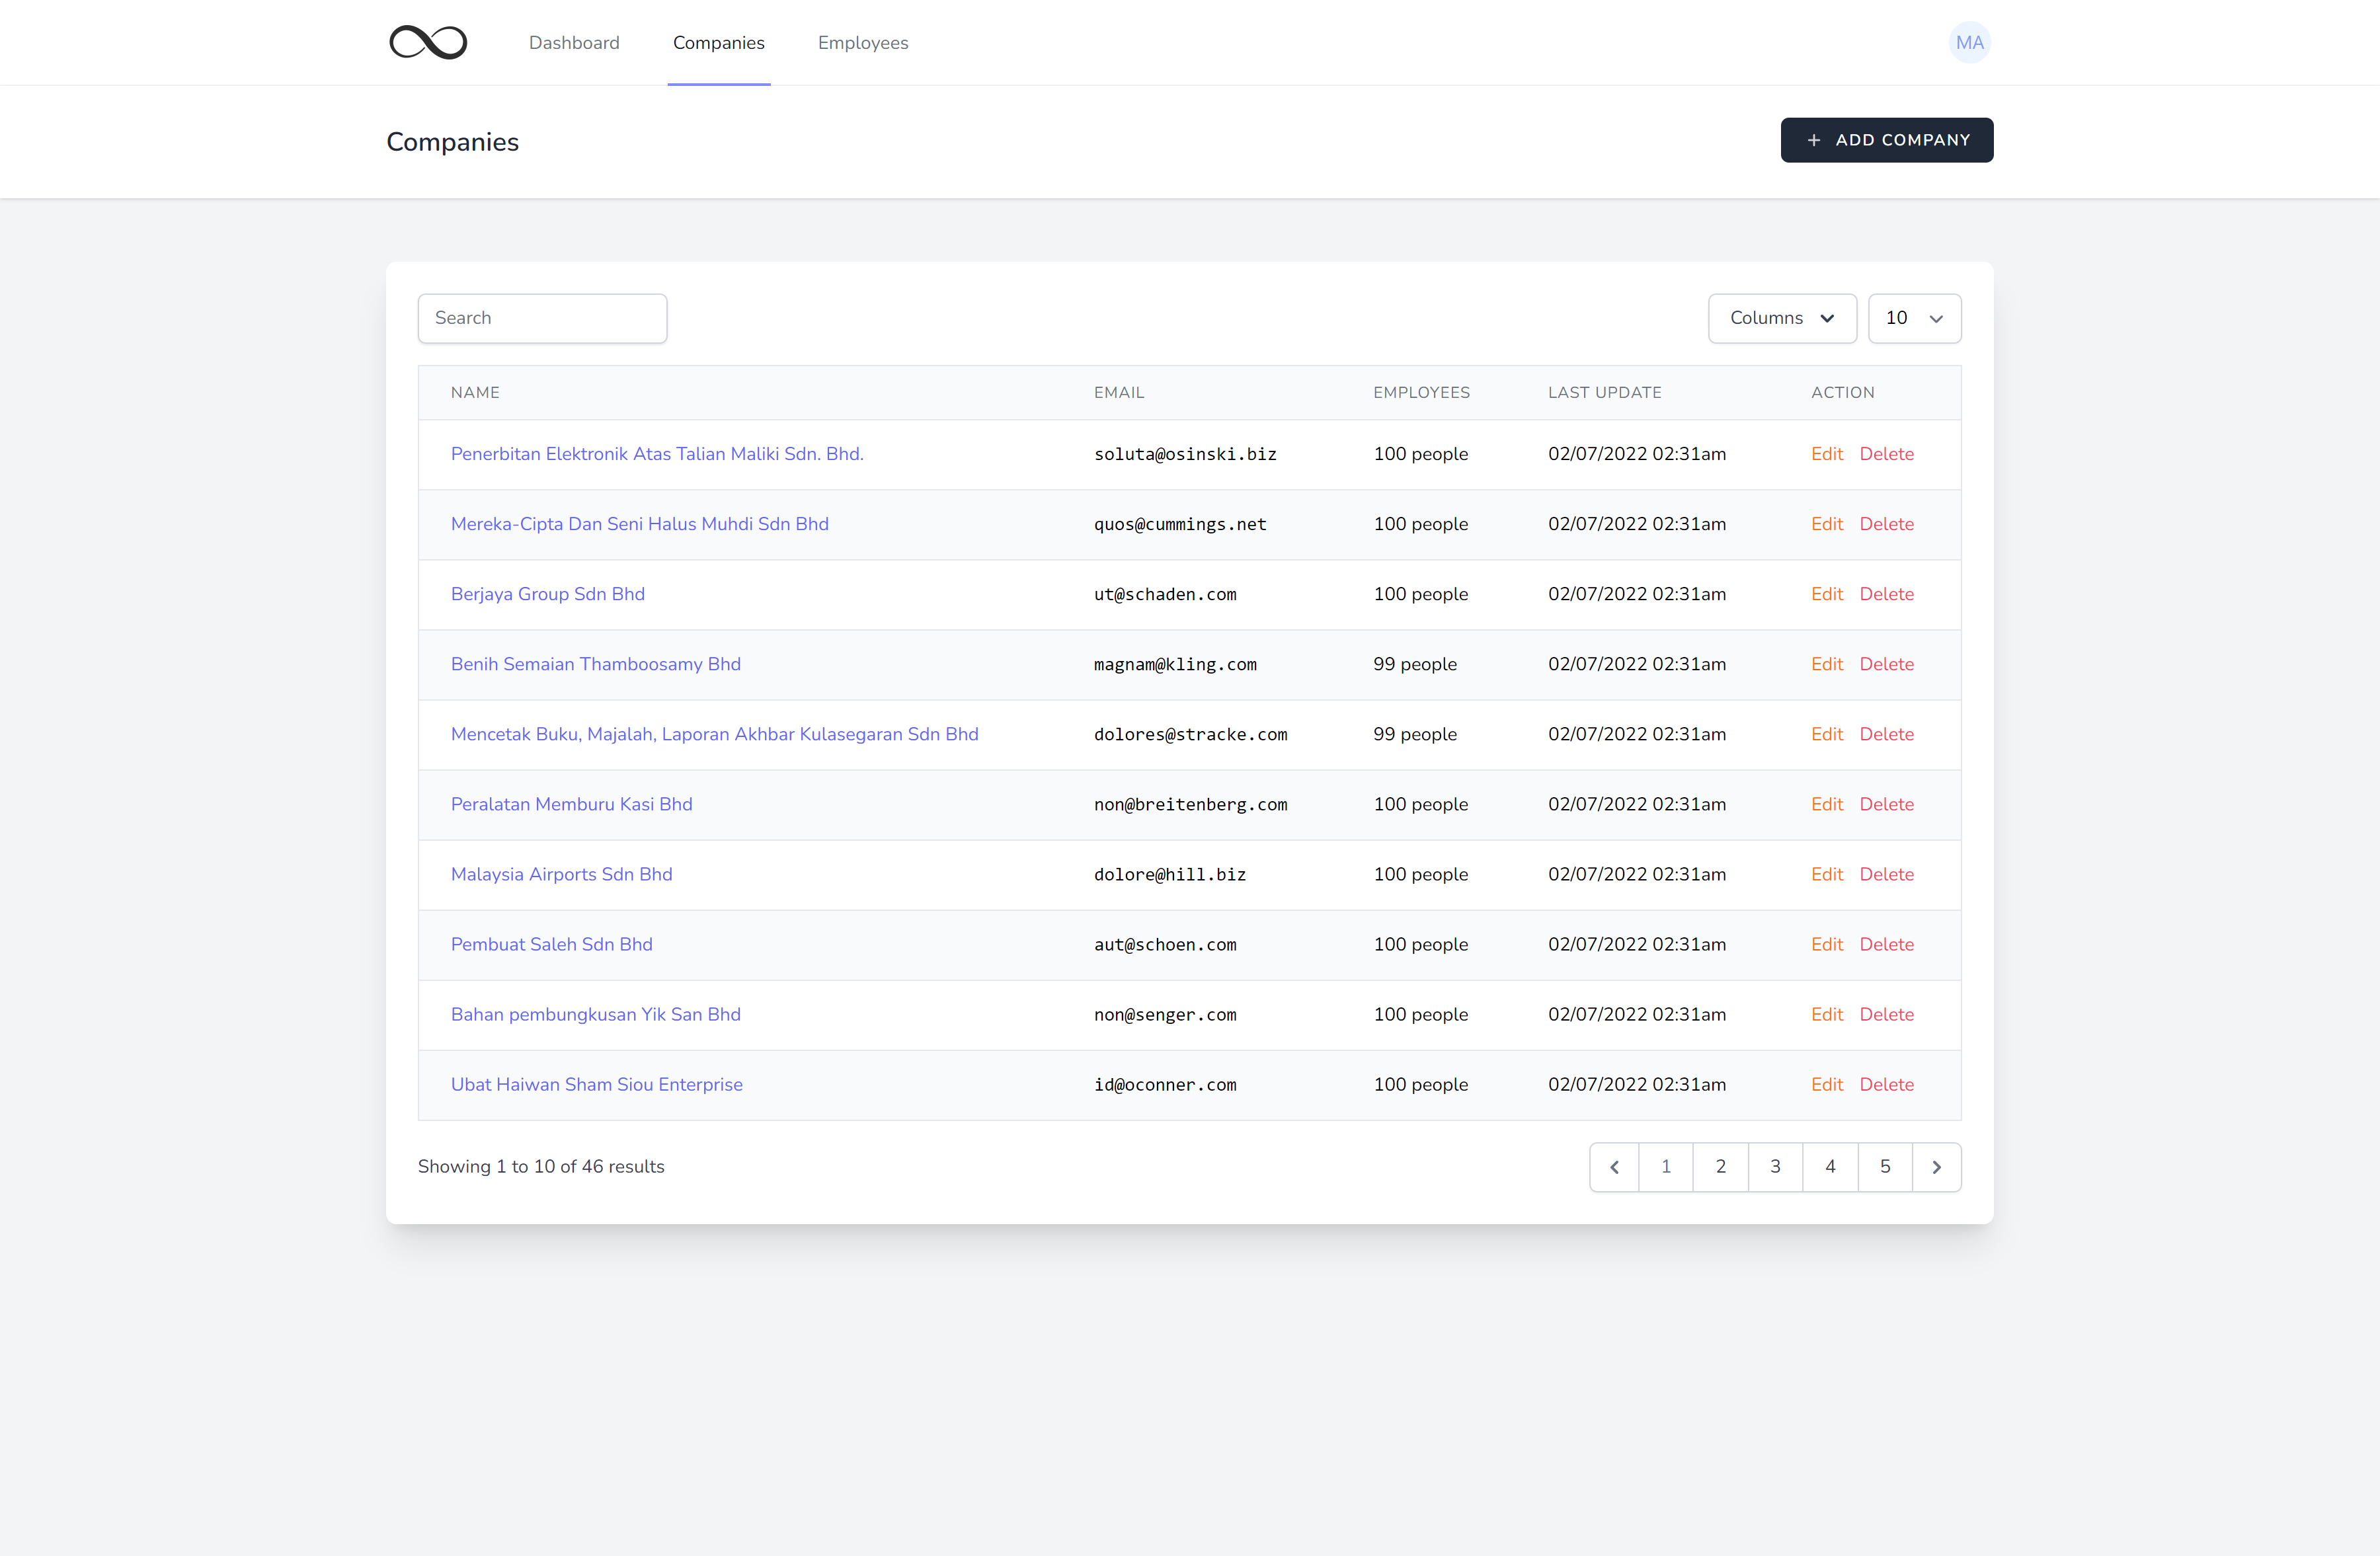 Dashboard Companies Employees MA
Companies + ADD COMPANY
Search Columns 10
NAME EMAIL EMPLOYEES LAST UPDATE ACTION
Penerbitan Elektronik Atas Talian Maliki Sdn. Bhd. soluta@osinski.biz 100 people 02/07/2022 02:31am Edit Delete
Mereka-Cipta Dan Seni Halus Muhdi Sdn Bhd quos@cummings.net 100 people 02/07/2022 02:31am Edit Delete
Berjaya Group Sdn Bhd ut@schaden.com 100 people 02/07/2022 02:31am Edit Delete
Benih Semaian Thamboosamy Bhd magnam@kling.com 99 people 02/07/2022 02:31am Edit Delete
Mencetak Buku, Majalah, Laporan Akhbar Kulasegaran Sdn Bhd dolores@stracke.com 99 people 02/07/2022 02:31am Edit Delete
Peralatan Memburu Kasi Bhd non@breitenberg.com 100 people 02/07/2022 02:31am Edit Delete
Malaysia Airports Sdn Bhd dolore@hill.biz 100 people 02/07/2022 02:31am Edit Delete
Pembuat Saleh Sdn Bhd aut@schoen.com 100 people 02/07/2022 02:31am Edit Delete
Bahan pembungkusan Yik San Bhd non@senger.com 100 people 02/07/2022 02:31am Edit Delete
Ubat Haiwan Sham Siou Enterprise id@oconner.com 100 people 02/07/2022 02:31am Edit Delete
Showing 1 to 10 of 46 results 1 2 3 4 5